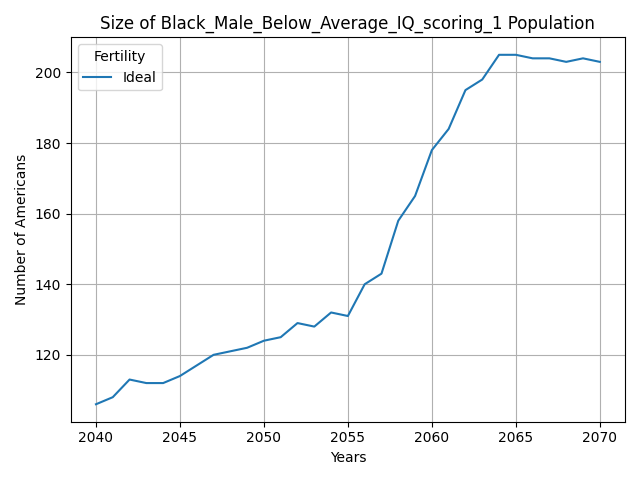 Size of Black_Male_Below_Average_IQ_scoring_1 Population
Fertility
Ideal
Number of Americans
200
180
160
140
120
2040 2045 2050 2055 2060 2065 2070
Years